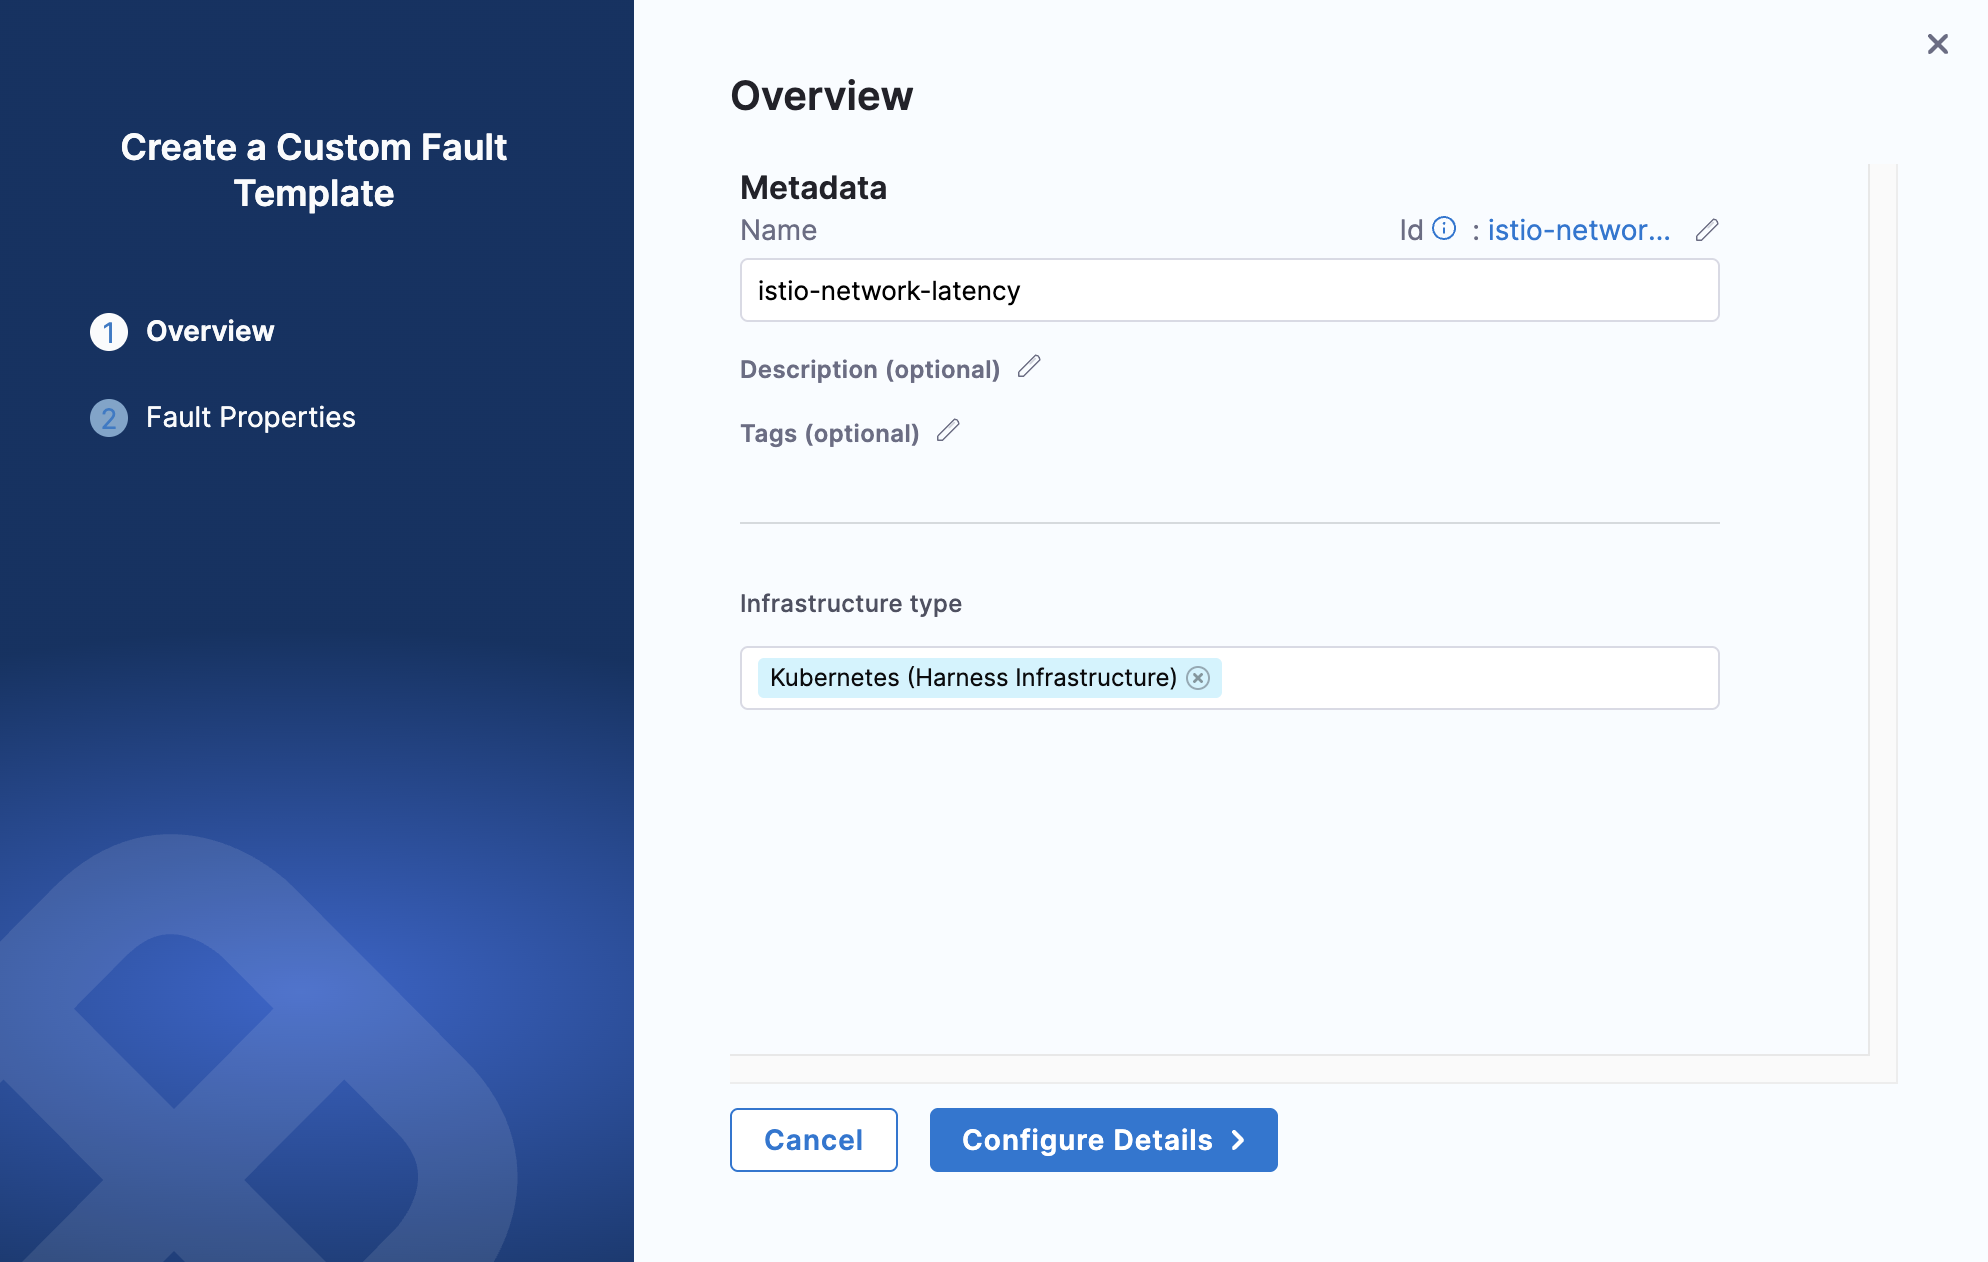 Create a Custom Fault
Template
1 Overview
2 Fault Properties
Overview
Metadata
Name
Id : istio-networ...
istio-network-latency
Description (optional)
Tags (optional)
Infrastructure type
Kubernetes (Harness Infrastructure)
Cancel
Configure Details